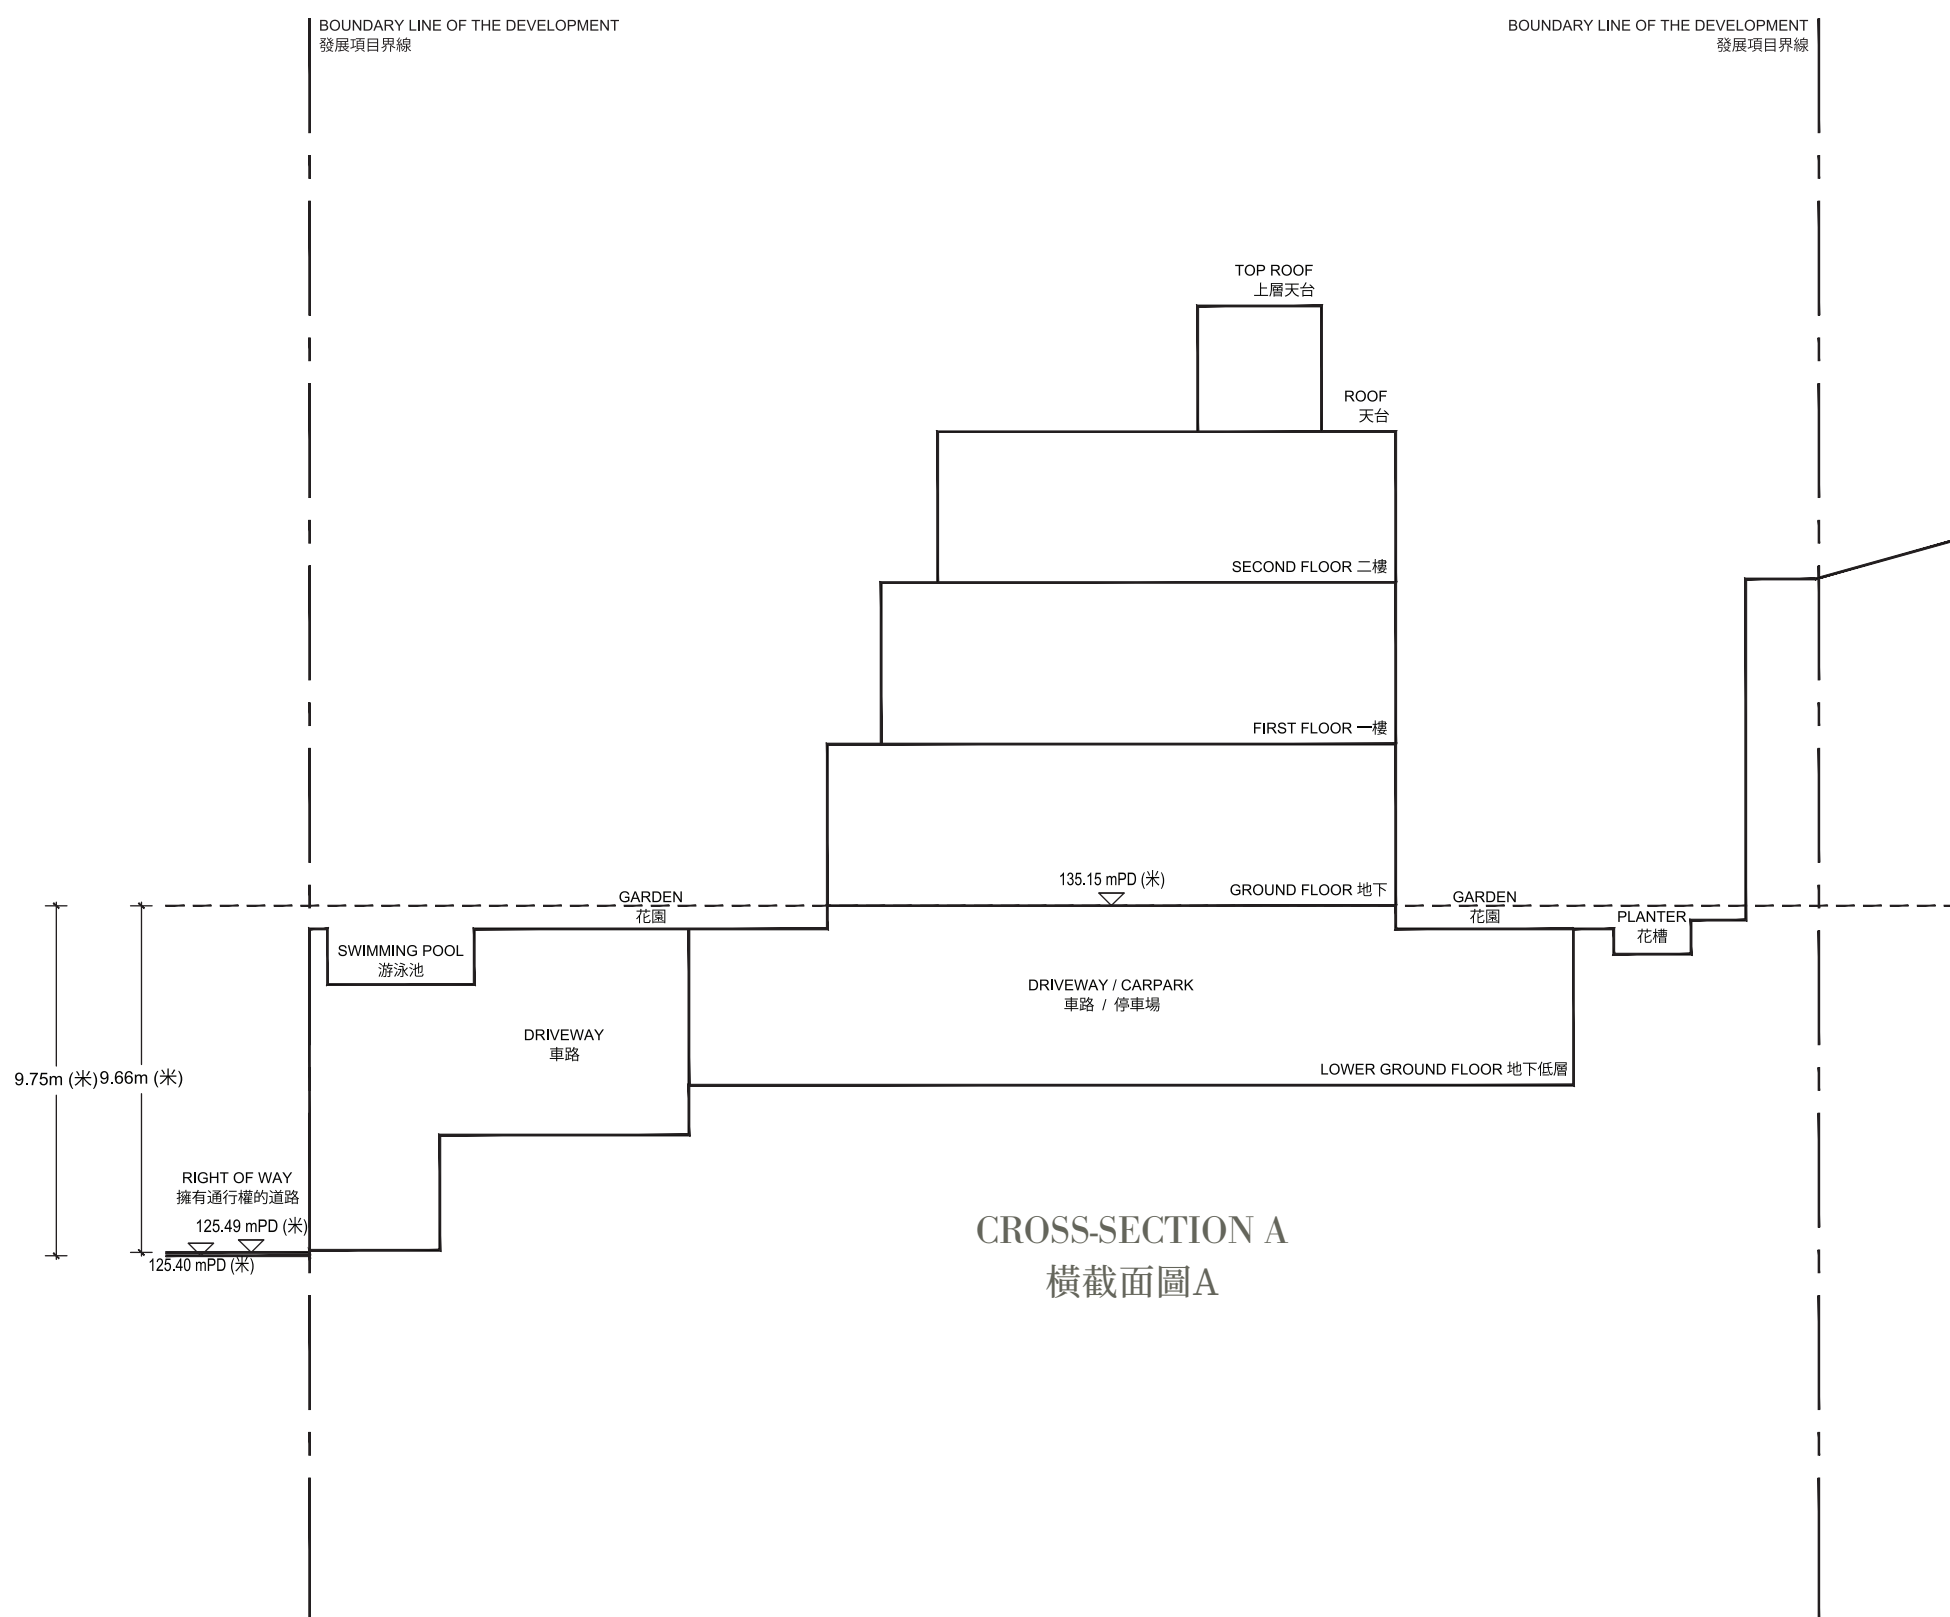 BOUNDARY LINE OF THE DEVELOPMENT
發展項目界線
BOUNDARY LINE OF THE DEVELOPMENT
發展項目界線
TOP ROOF
上層天台
ROOF
天台
SECOND FLOOR 二樓
FIRST FLOOR 一樓
135.15 mPD (米)
GROUND FLOOR 地下
GARDEN
花園
GARDEN
花園
PLANTER
花槽
SWIMMING POOL
游泳池
DRIVEWAY / CARPARK
車路 / 停車場
DRIVEWAY
車路
LOWER GROUND FLOOR 地下低層
9.75m (米)
9.66m (米)
RIGHT OF WAY
擁有通行權的道路
125.49 mPD (米)
125.40 mPD (米)
CROSS-SECTION A
橫截面圖A